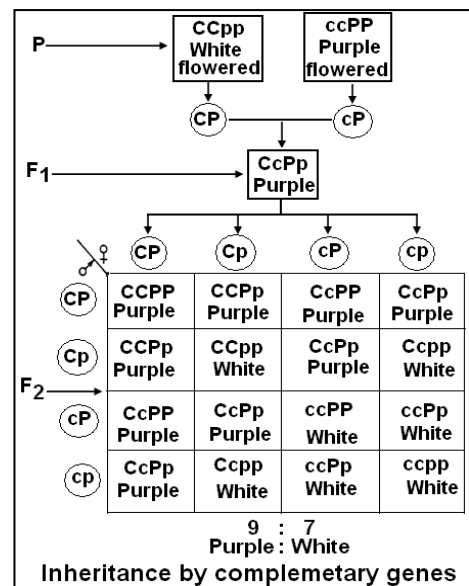 P
CCpp
White
flowered
ccPP
Purple
flowered
CP
cP
F1
CcPp
Purple
♂ ♀
CP Cp cP cp
CP
CCPP
Purple
CCPp
Purple
CcPP
Purple
CcPp
Purple
Cp
CCPp
Purple
CCpp
White
CcPp
Purple
Ccpp
White
F2
cP
CcPP
Purple
CcPp
Purple
ccPP
White
ccPp
White
cp
CcPp
Purple
Ccpp
White
ccPp
White
ccpp
White
9 : 7
Purple : White
Inheritance by complemetary genes